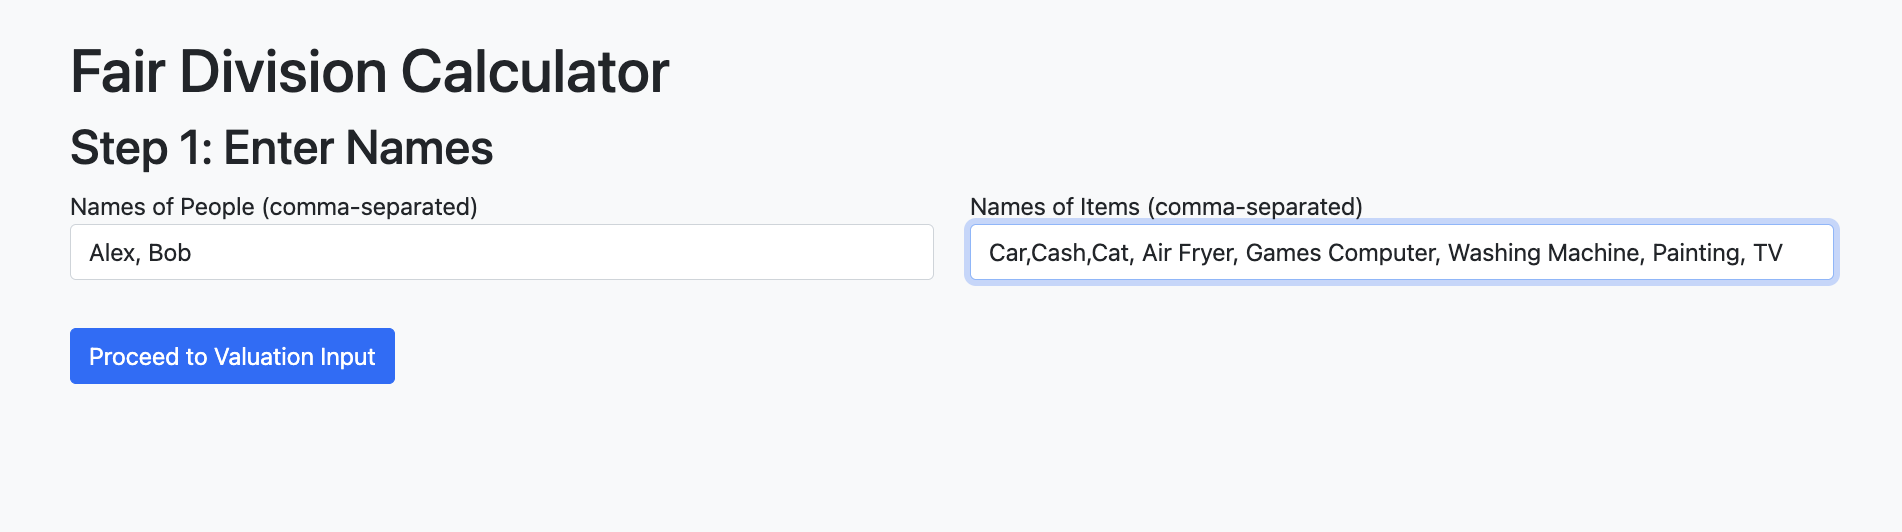 Fair Division Calculator
Step 1: Enter Names
Names of People (comma-separated)
Alex, Bob
Names of Items (comma-separated)
Car,Cash,Cat, Air Fryer, Games Computer, Washing Machine, Painting, TV
Proceed to Valuation Input